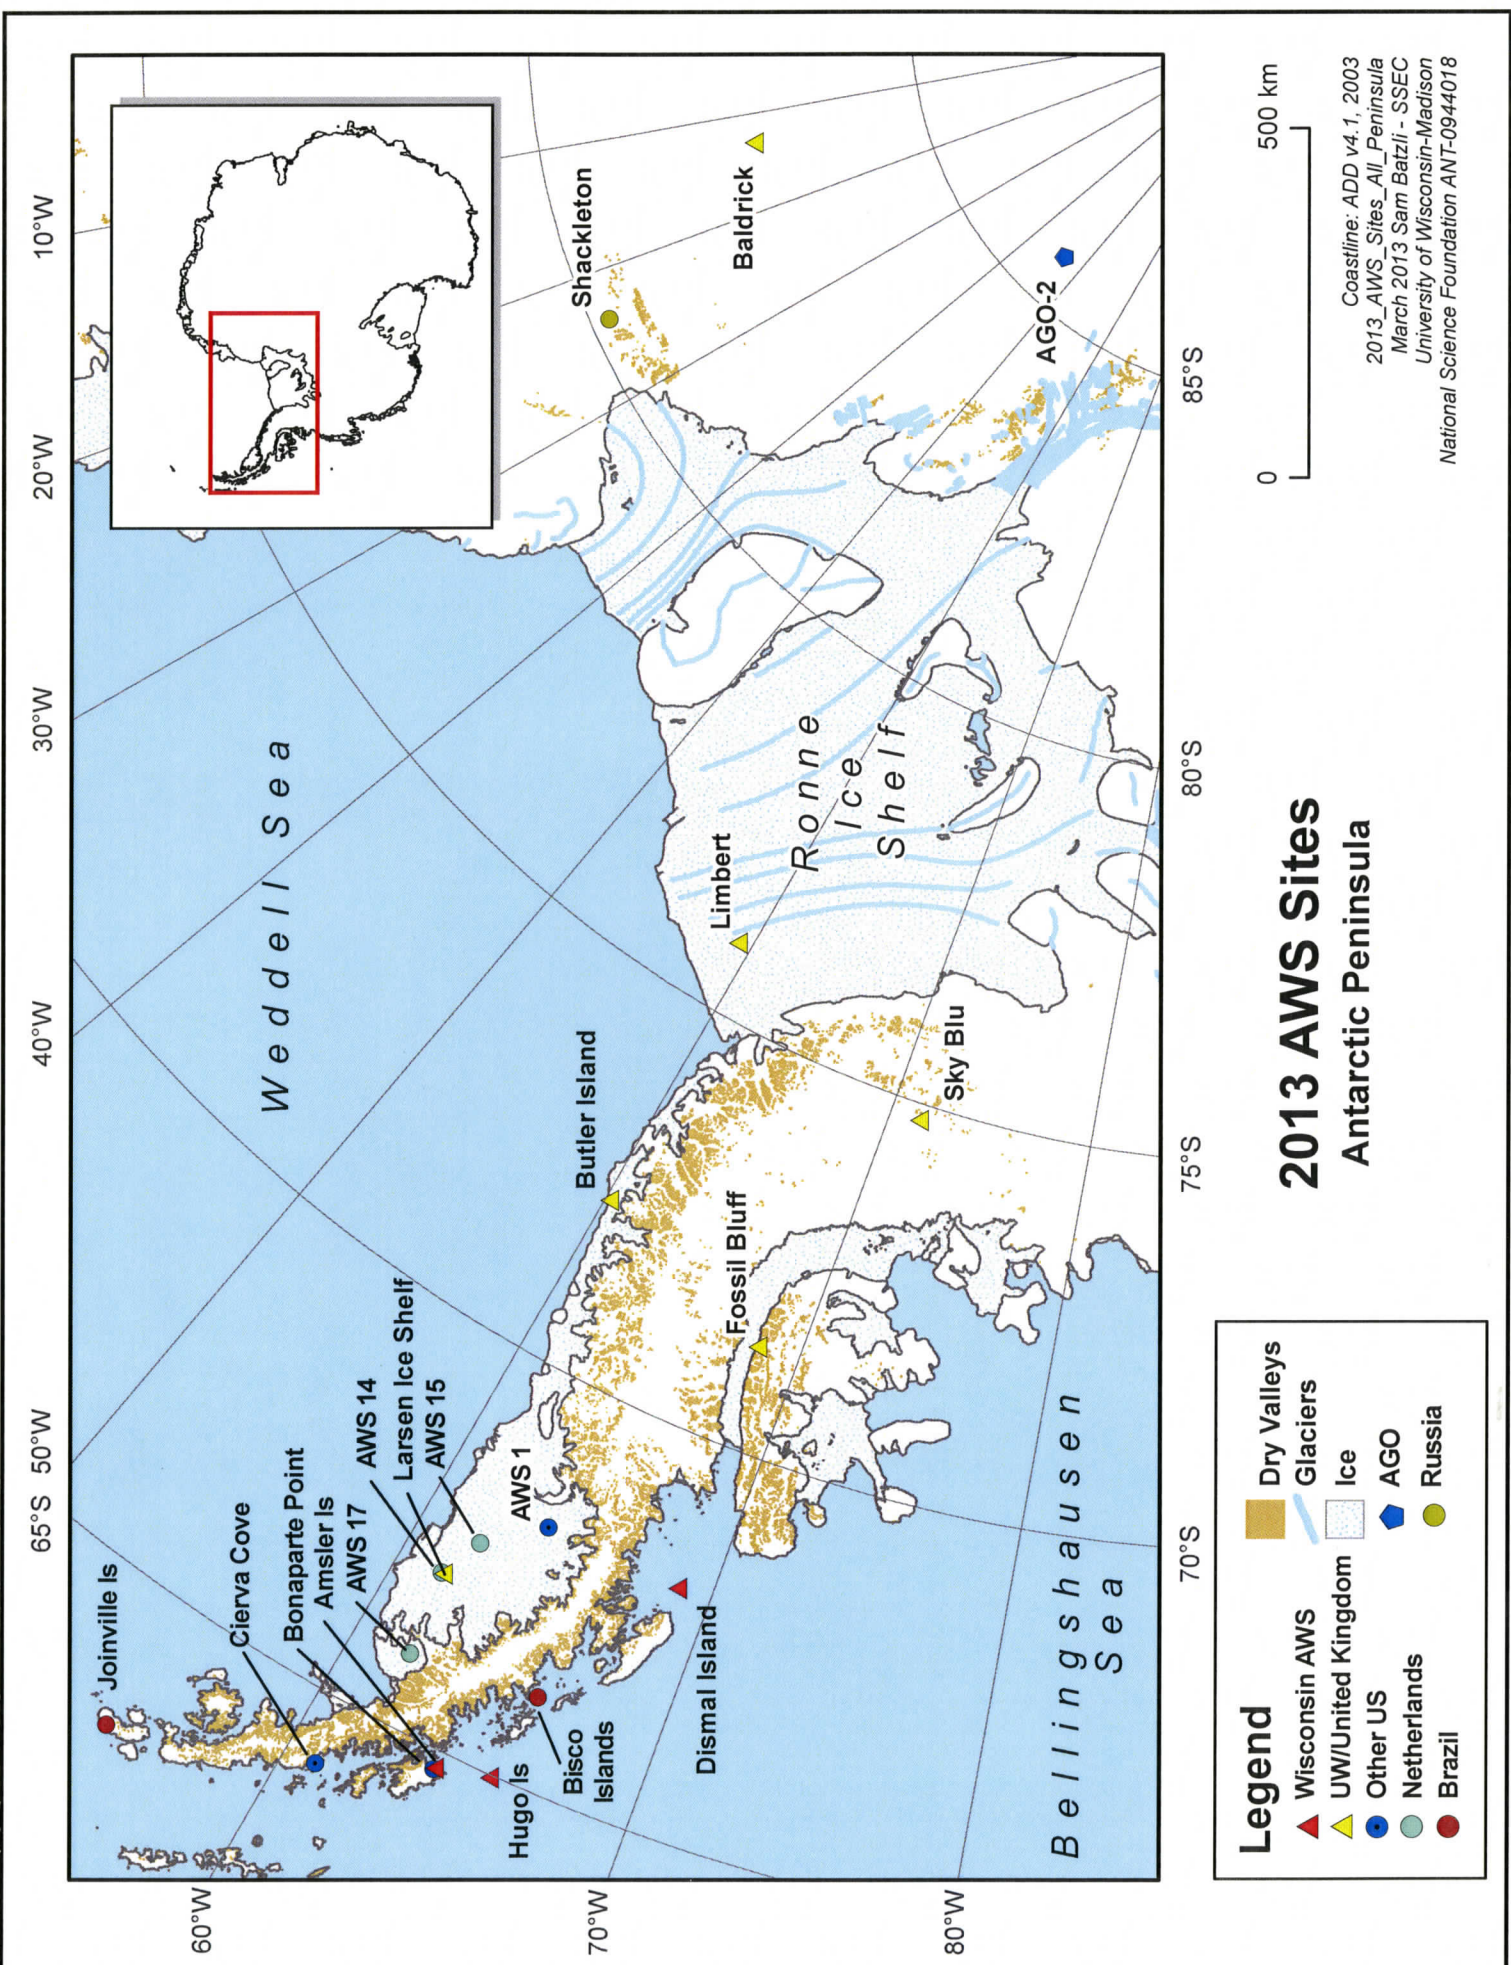 10°W
20°W
30°W
40°W
50°W
65°S
60°W
70°W
80°W
85°S
80°S
75°S
70°S
Weddell Sea
Ronne
Ice
Shelf
Bellingshausen
Sea
Joinville Is
Cierva Cove
Bonaparte Point
Amsler Is
AWS 17
AWS 14
Larsen Ice Shelf
AWS 15
AWS 1
Hugo Is
Bisco
Islands
Dismal Island
Butler Island
Fossil Bluff
Sky Blu
Limbert
Shackleton
Baldrick
AGO-2
2013 AWS Sites
Antarctic Peninsula
Legend
Wisconsin AWS
UW/United Kingdom
Other US
Netherlands
Brazil
Dry Valleys
Glaciers
Ice
AGO
Russia
0 500 km
Coastline: ADD v4.1, 2003
2013_AWS_Sites_All_Peninsula
March 2013 Sam Batzli - SSEC
University of Wisconsin-Madison
National Science Foundation ANT-0944018